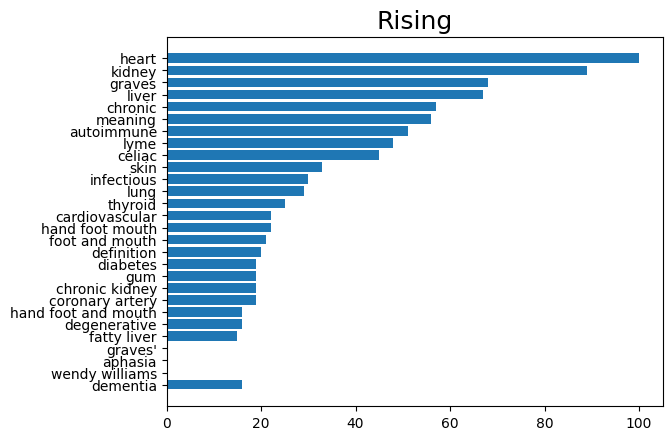 Rising
heart
kidney
graves
liver
chronic
meaning
autoimmune
lyme
celiac
skin
infectious
lung
thyroid
cardiovascular
hand foot mouth
foot and mouth
definition
diabetes
gum
chronic kidney
coronary artery
hand foot and mouth
degenerative
fatty liver
graves'
aphasia
wendy williams
dementia
0 20 40 60 80 100